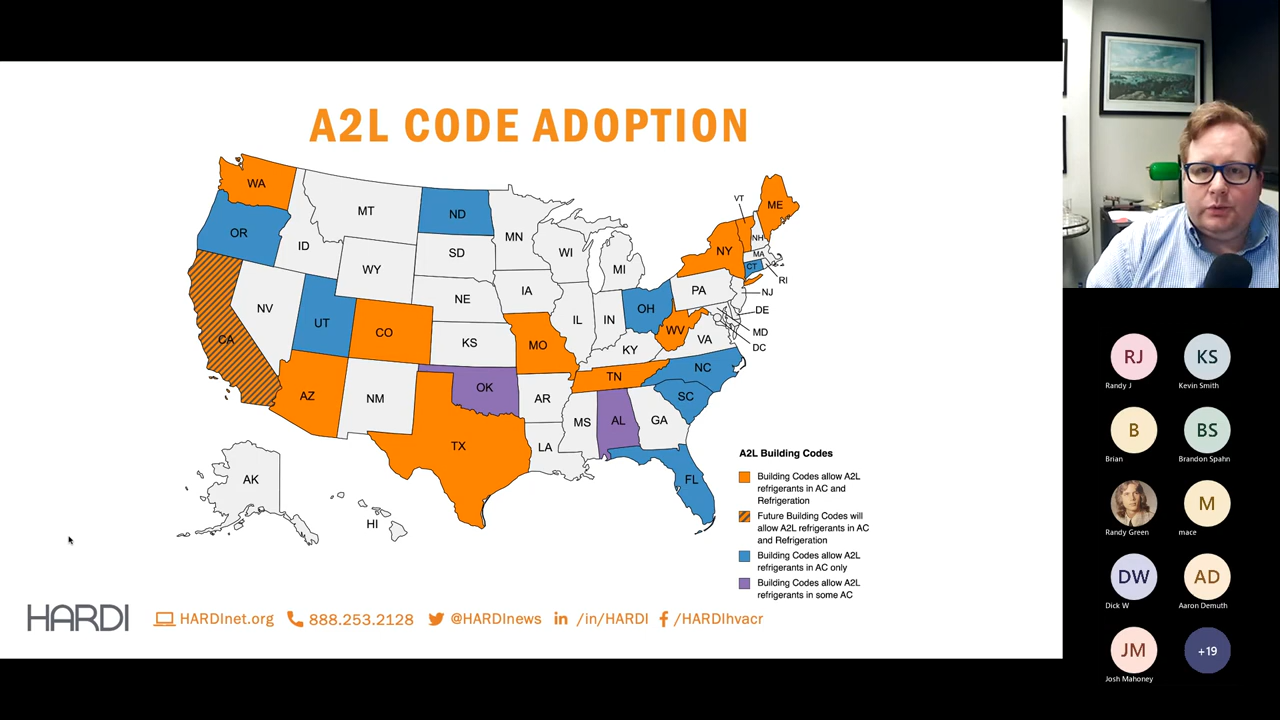 A2L CODE ADOPTION
WA
MT
ND
MN
OR
ID
WY
SD
WI
MI
NY
VT
ME
NH
MA
CT
RI
NV
UT
CO
NE
IA
IL
IN
OH
PA
NJ
DE
MD
DC
CA
KS
MO
KY
WV
VA
AZ
NM
OK
AR
TN
NC
SC
TX
LA
MS
AL
GA
FL
AK
HI
A2L Building Codes
Building Codes allow A2L
refrigerants in AC and
Refrigeration
Future Building Codes will
allow A2L refrigerants in AC
and Refrigeration
Building Codes allow A2L
refrigerants in AC only
Building Codes allow A2L
refrigerants in some AC
HARDI
HARDInet.org
888.253.2128
@HARDInews
in /in/HARDI
/HARDIhvacr
RJ
Randy J
KS
Kevin Smith
B
Brian
BS
Brandon Spahn
Randy Green
M
mace
DW
Dick W
AD
Aaron Demuth
JM
Josh Mahoney
+19